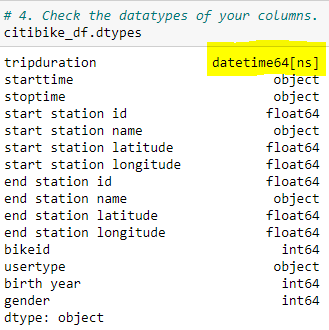 # 4. Check the datatypes of your columns.
citibike_df.dtypes
tripduration datetime64[ns]
starttime object
stoptime object
start station id float64
start station name object
start station latitude float64
start station longitude float64
end station id float64
end station name object
end station latitude float64
end station longitude float64
bikeid int64
usertype object
birth year int64
gender int64
dtype: object